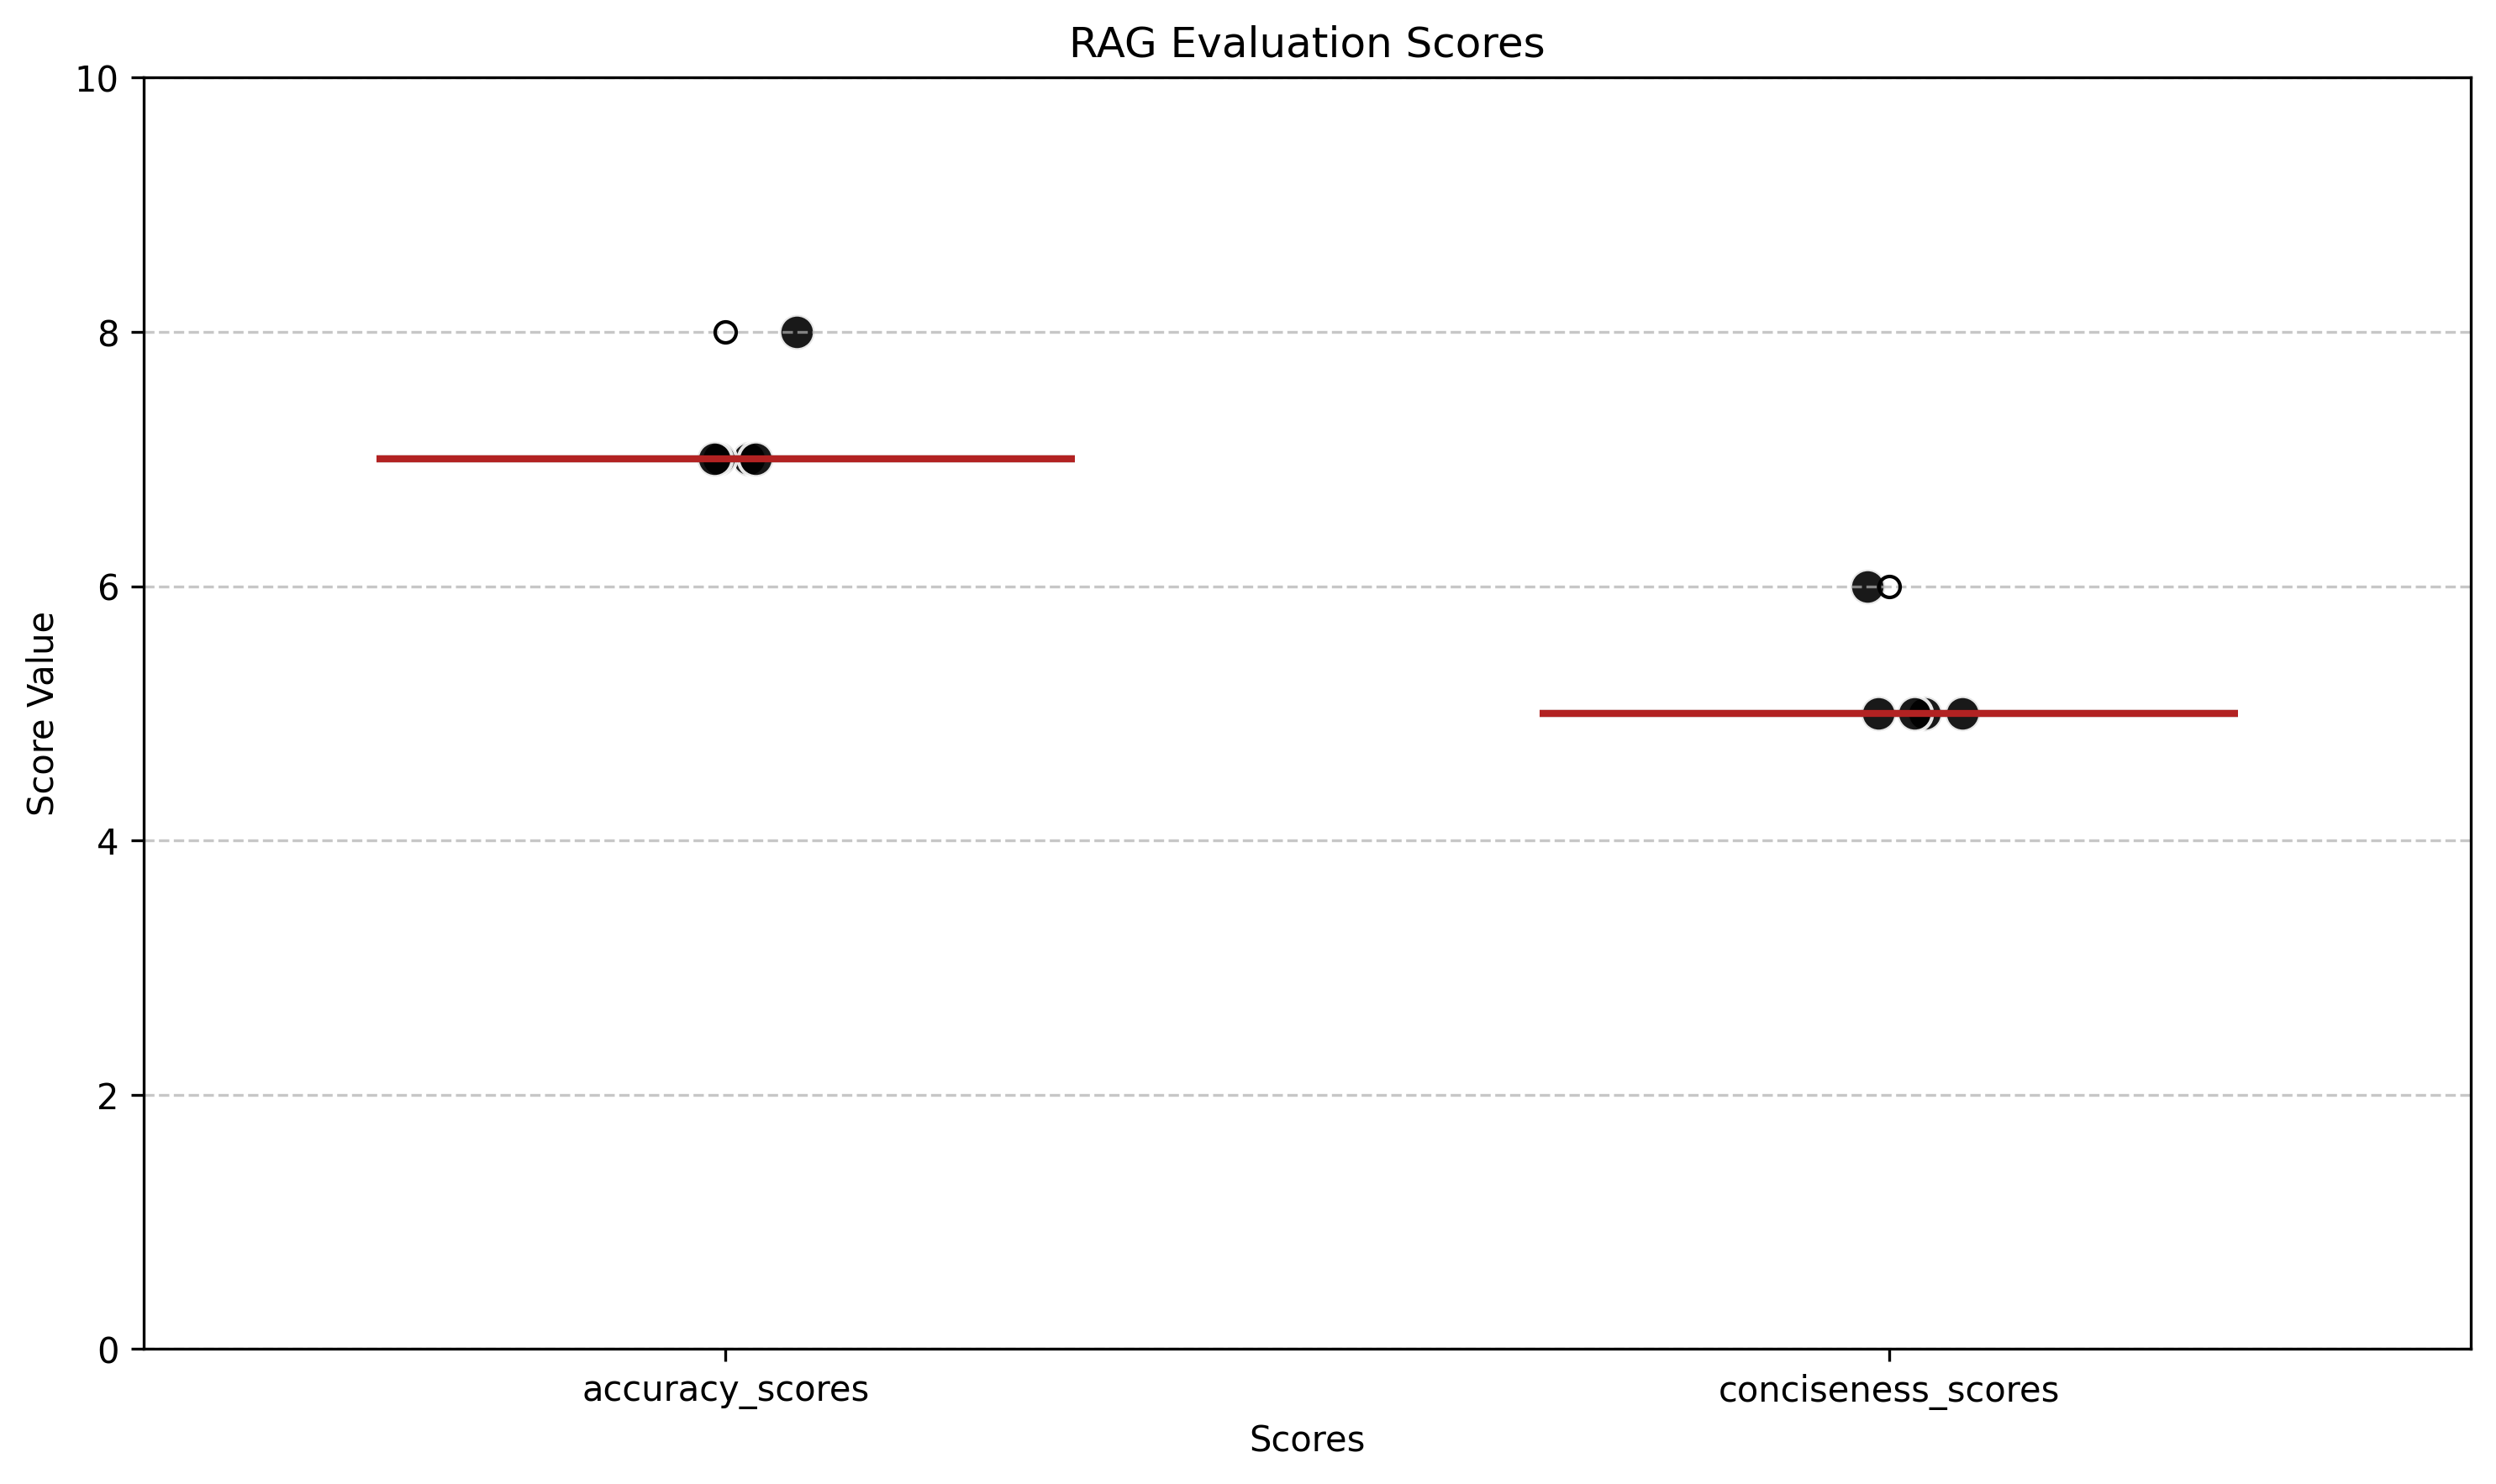 RAG Evaluation Scores
10
8
6
4
2
0
Score Value
accuracy_scores
conciseness_scores
Scores